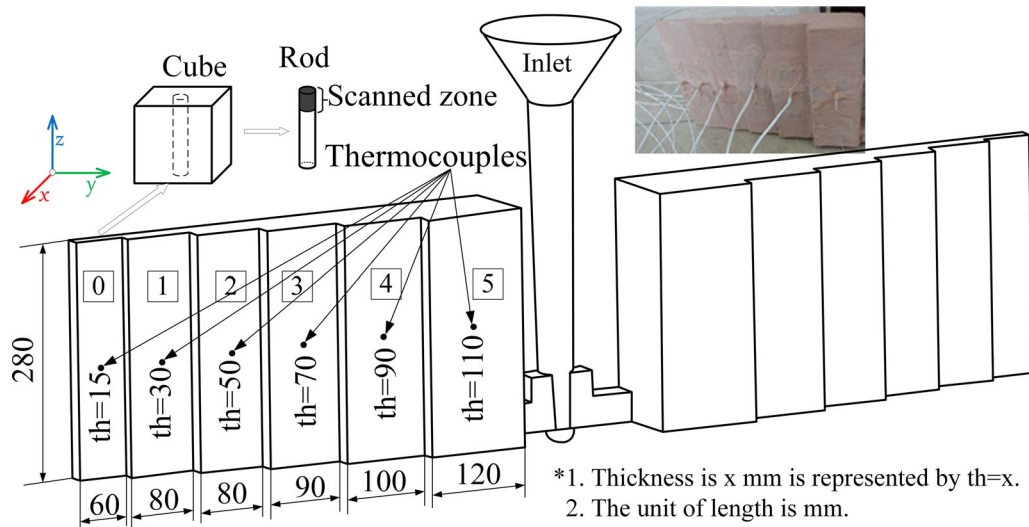 Cube
Rod
Inlet
Scanned zone
Thermocouples
z
x
y
0
1
2
3
4
5
280
th=15
th=30
th=50
th=70
th=90
th=110
60
80
80
90
100
120
*1. Thickness is x mm is represented by th=x.
2. The unit of length is mm.